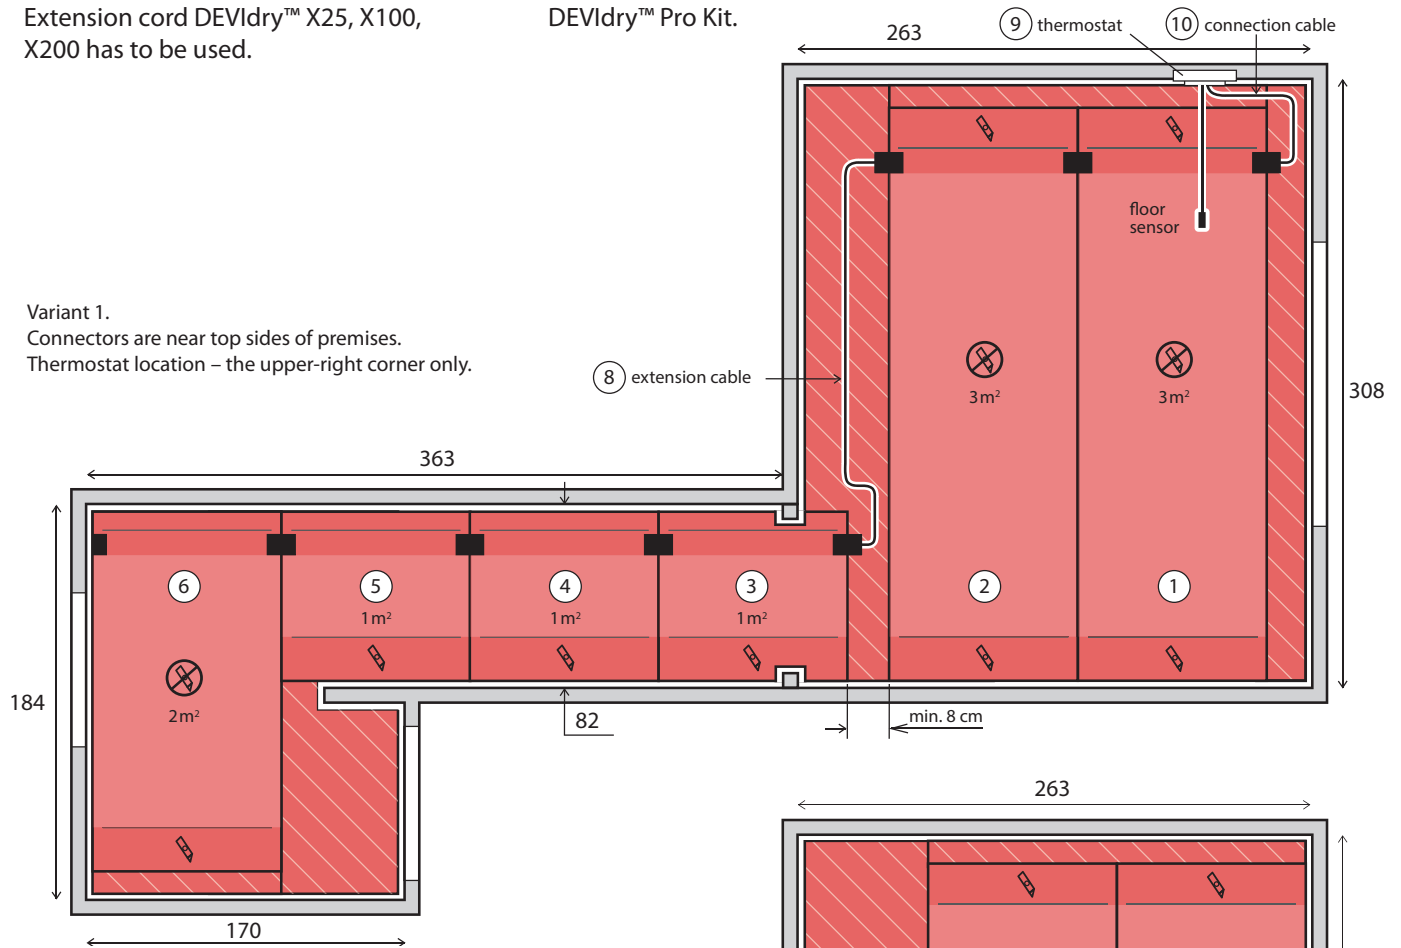 Extension cord DEVIdry™ X25, X100,
X200 has to be used.
DEVIdry™ Pro Kit.
263
9 thermostat
10 connection cable
floor
sensor
Variant 1.
Connectors are near top sides of premises.
Thermostat location – the upper-right corner only.
8 extension cable
3 m²
3 m²
308
363
6
5
4
3
2
1
1 m²
1 m²
1 m²
184
2 m²
82
min. 8 cm
170
263